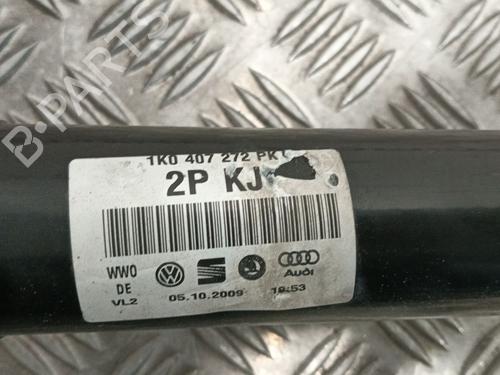 1K0 407 272 PK
2P KJ
WWO
DE
VL2
Audi
05.10.2009
19:53
B-PARTS